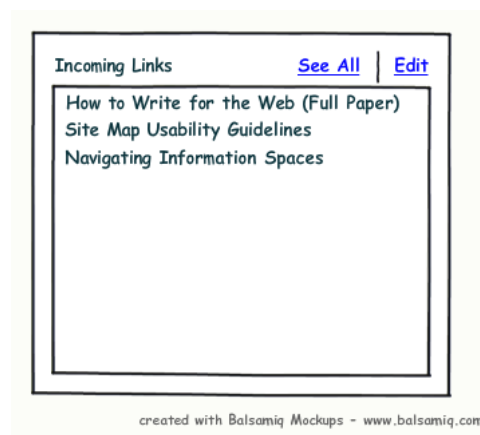 Incoming Links See All | Edit
How to Write for the Web (Full Paper)
Site Map Usability Guidelines
Navigating Information Spaces
created with Balsamiq Mockups - www.balsamiq.com